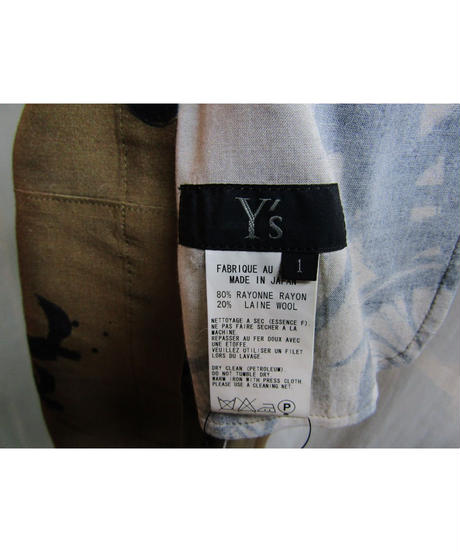 Y's
1
FABRIQUE AU
MADE IN JAPAN
80% RAYONNE RAYON
20% LAINE WOOL
NETTOYAGE A SEC (ESSENCE F).
NE PAS FAIRE SECHER A LA
MACHINE.
REPASSER AU FER DOUX AVEC
UNE ETOFFE
VEUILLEZ UTILISER UN FILET
LORS DU LAVAGE.
DRY CLEAN (PETROLEUM).
DO NOT TUMBLE DRY
WARM IRON WITH PRESS CLOTH.
PLEASE USE A CLEANING NET.
P